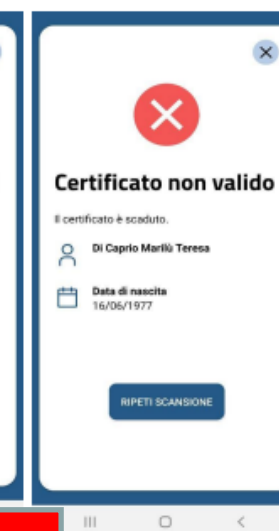 Certificato non valido
Il certificato è scaduto.
Di Caprio Marilù Teresa
Data di nascita
16/06/1977
RIPETI SCANSIONE